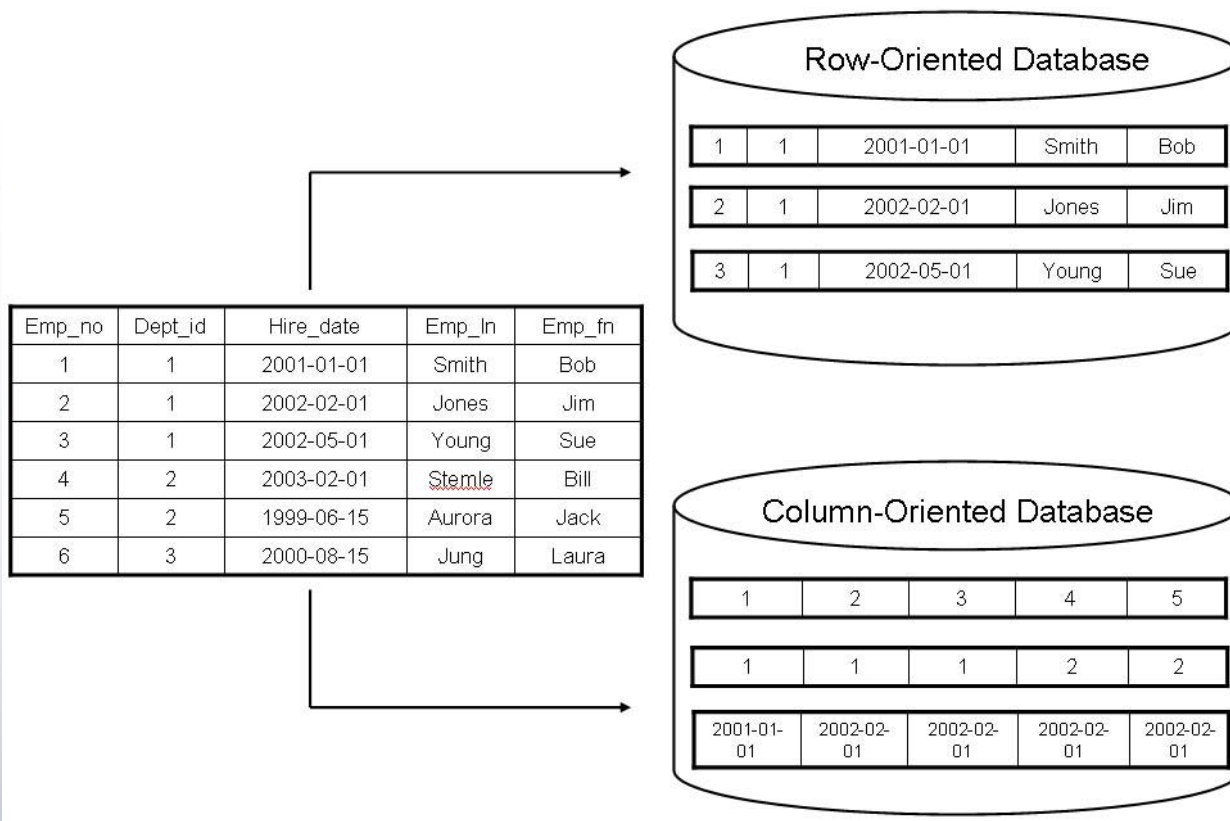 Row-Oriented Database
1 1 2001-01-01 Smith Bob
2 1 2002-02-01 Jones Jim
3 1 2002-05-01 Young Sue
Emp_no Dept_id Hire_date Emp_ln Emp_fn
1 1 2001-01-01 Smith Bob
2 1 2002-02-01 Jones Jim
3 1 2002-05-01 Young Sue
4 2 2003-02-01 Stemle Bill
5 2 1999-06-15 Aurora Jack
6 3 2000-08-15 Jung Laura
Column-Oriented Database
1 2 3 4 5
1 1 1 2 2
2001-01- 2002-02- 2002-02- 2002-02- 2002-02-
01 01 01 01 01